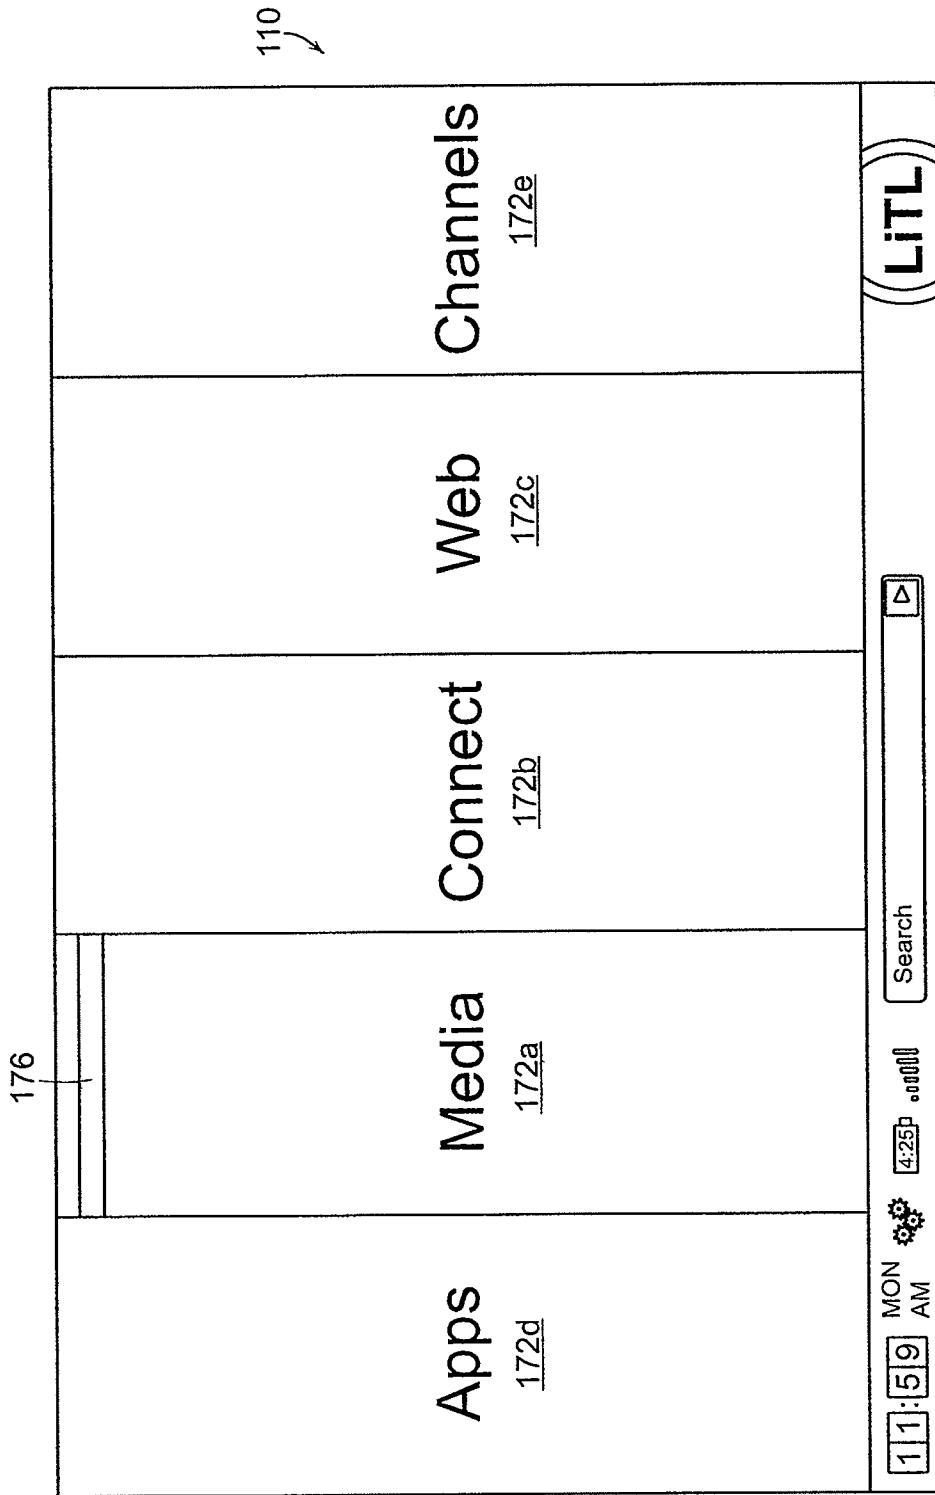 110
176
Apps
172d
Media
172a
Connect
172b
Web
172c
Channels
172e
11:59 MON AM
4:25
Search
LiTL